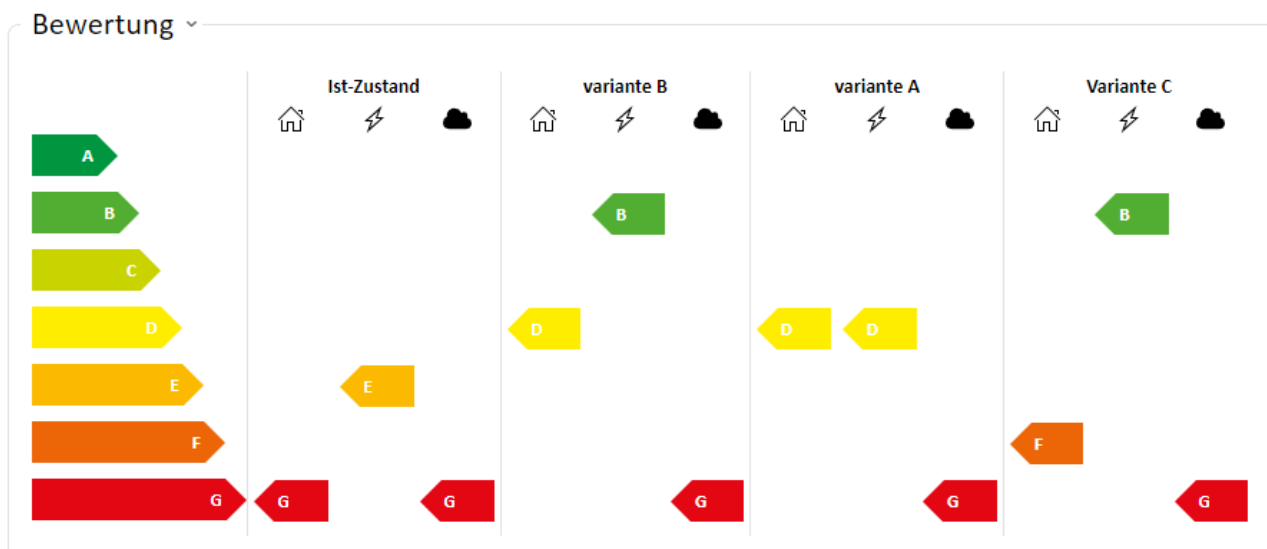 Bewertung
Ist-Zustand variante B variante A Variante C
A
B B B
C
D D D D
E E
F F
G G G G G G